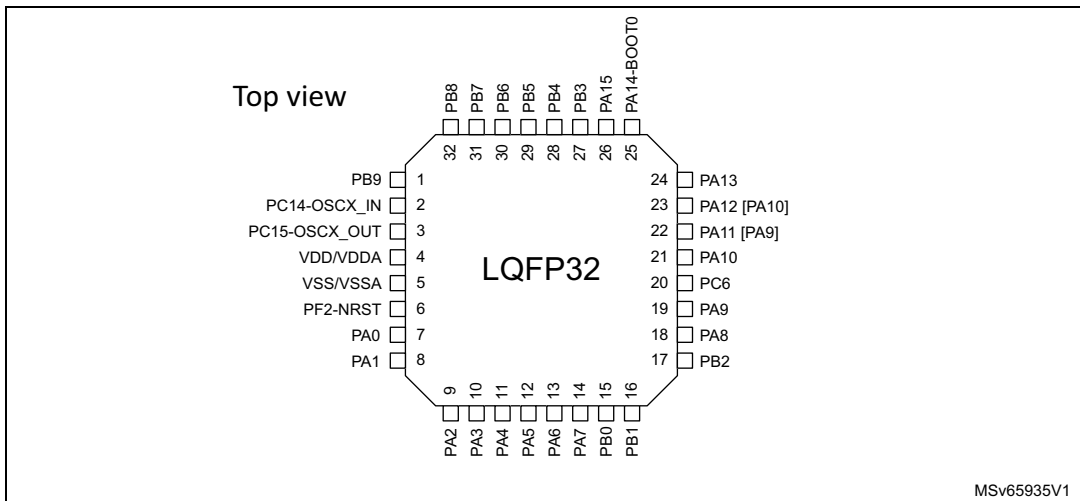 Top view
PB8
PB7
PB6
PB5
PB4
PB3
PA15
PA14-BOOT0
32
31
30
29
28
27
26
25
PB9 1
PC14-OSCX_IN 2
PC15-OSCX_OUT 3
VDD/VDDA 4
VSS/VSSA 5
PF2-NRST 6
PA0 7
PA1 8
LQFP32
24 PA13
23 PA12 [PA10]
22 PA11 [PA9]
21 PA10
20 PC6
19 PA9
18 PA8
17 PB2
9
10
11
12
13
14
15
16
PA2
PA3
PA4
PA5
PA6
PA7
PB0
PB1
MSv65935V1